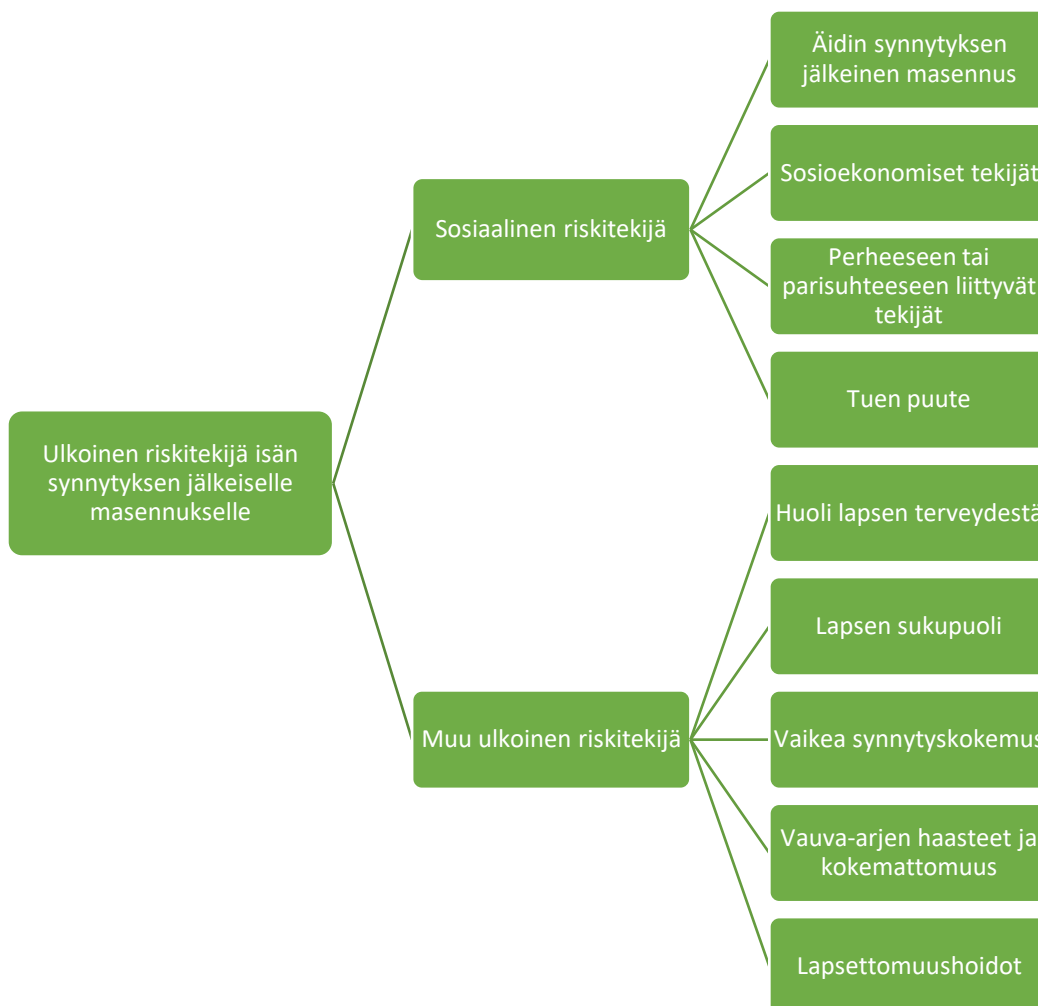 Äidin synnytyksen
jälkeinen masennus
Sosioekonomiset tekijät
Sosiaalinen riskitekijä
Perheeseen tai
parisuhteeseen liittyvät
tekijät
Tuen puute
Ulkoinen riskitekijä isän
synnytyksen jälkeiselle
masennukselle
Huoli lapsen terveydestä
Lapsen sukupuoli
Muu ulkoinen riskitekijä
Vaikea synnytyskokemus
Vauva-arjen haasteet ja
kokemattomuus
Lapsettomuushoidot